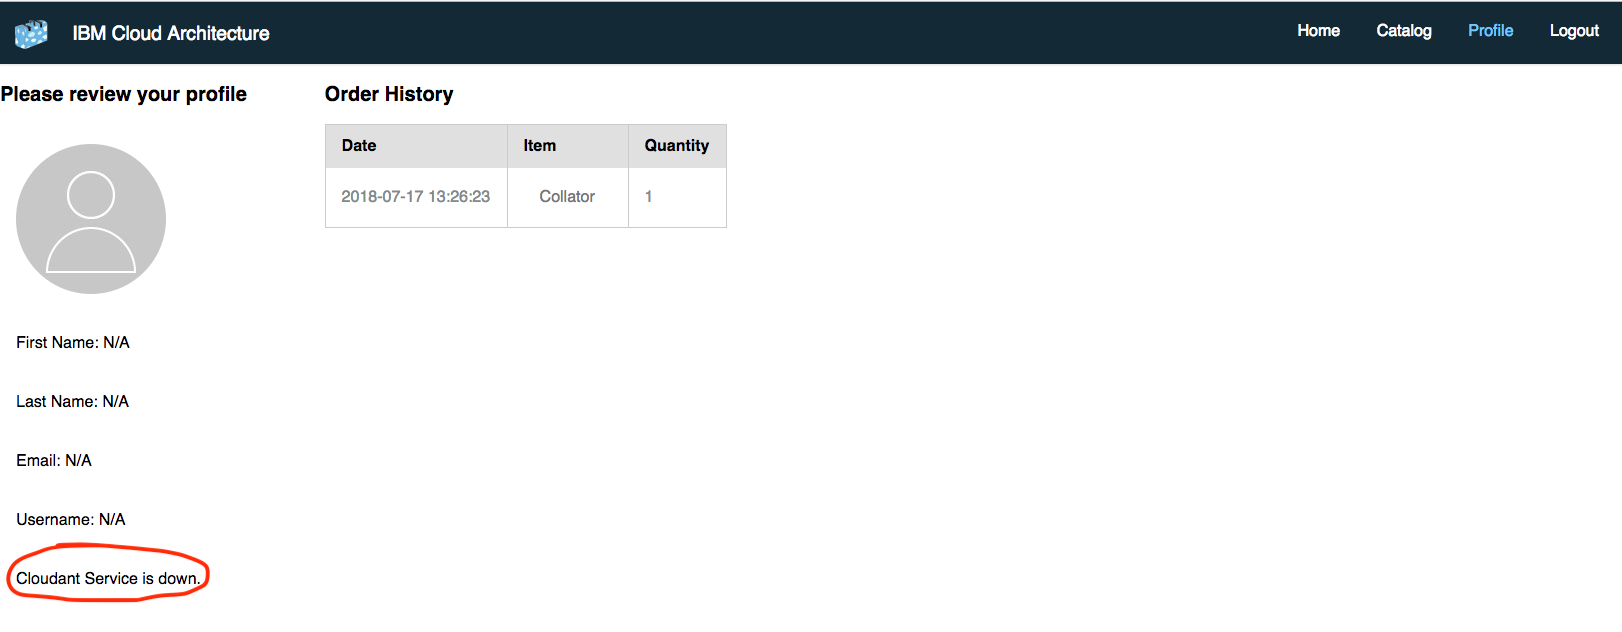 IBM Cloud Architecture
Home Catalog Profile Logout
Please review your profile
Order History
Date Item Quantity
2018-07-17 13:26:23 Collator 1
First Name: N/A
Last Name: N/A
Email: N/A
Username: N/A
Cloudant Service is down.